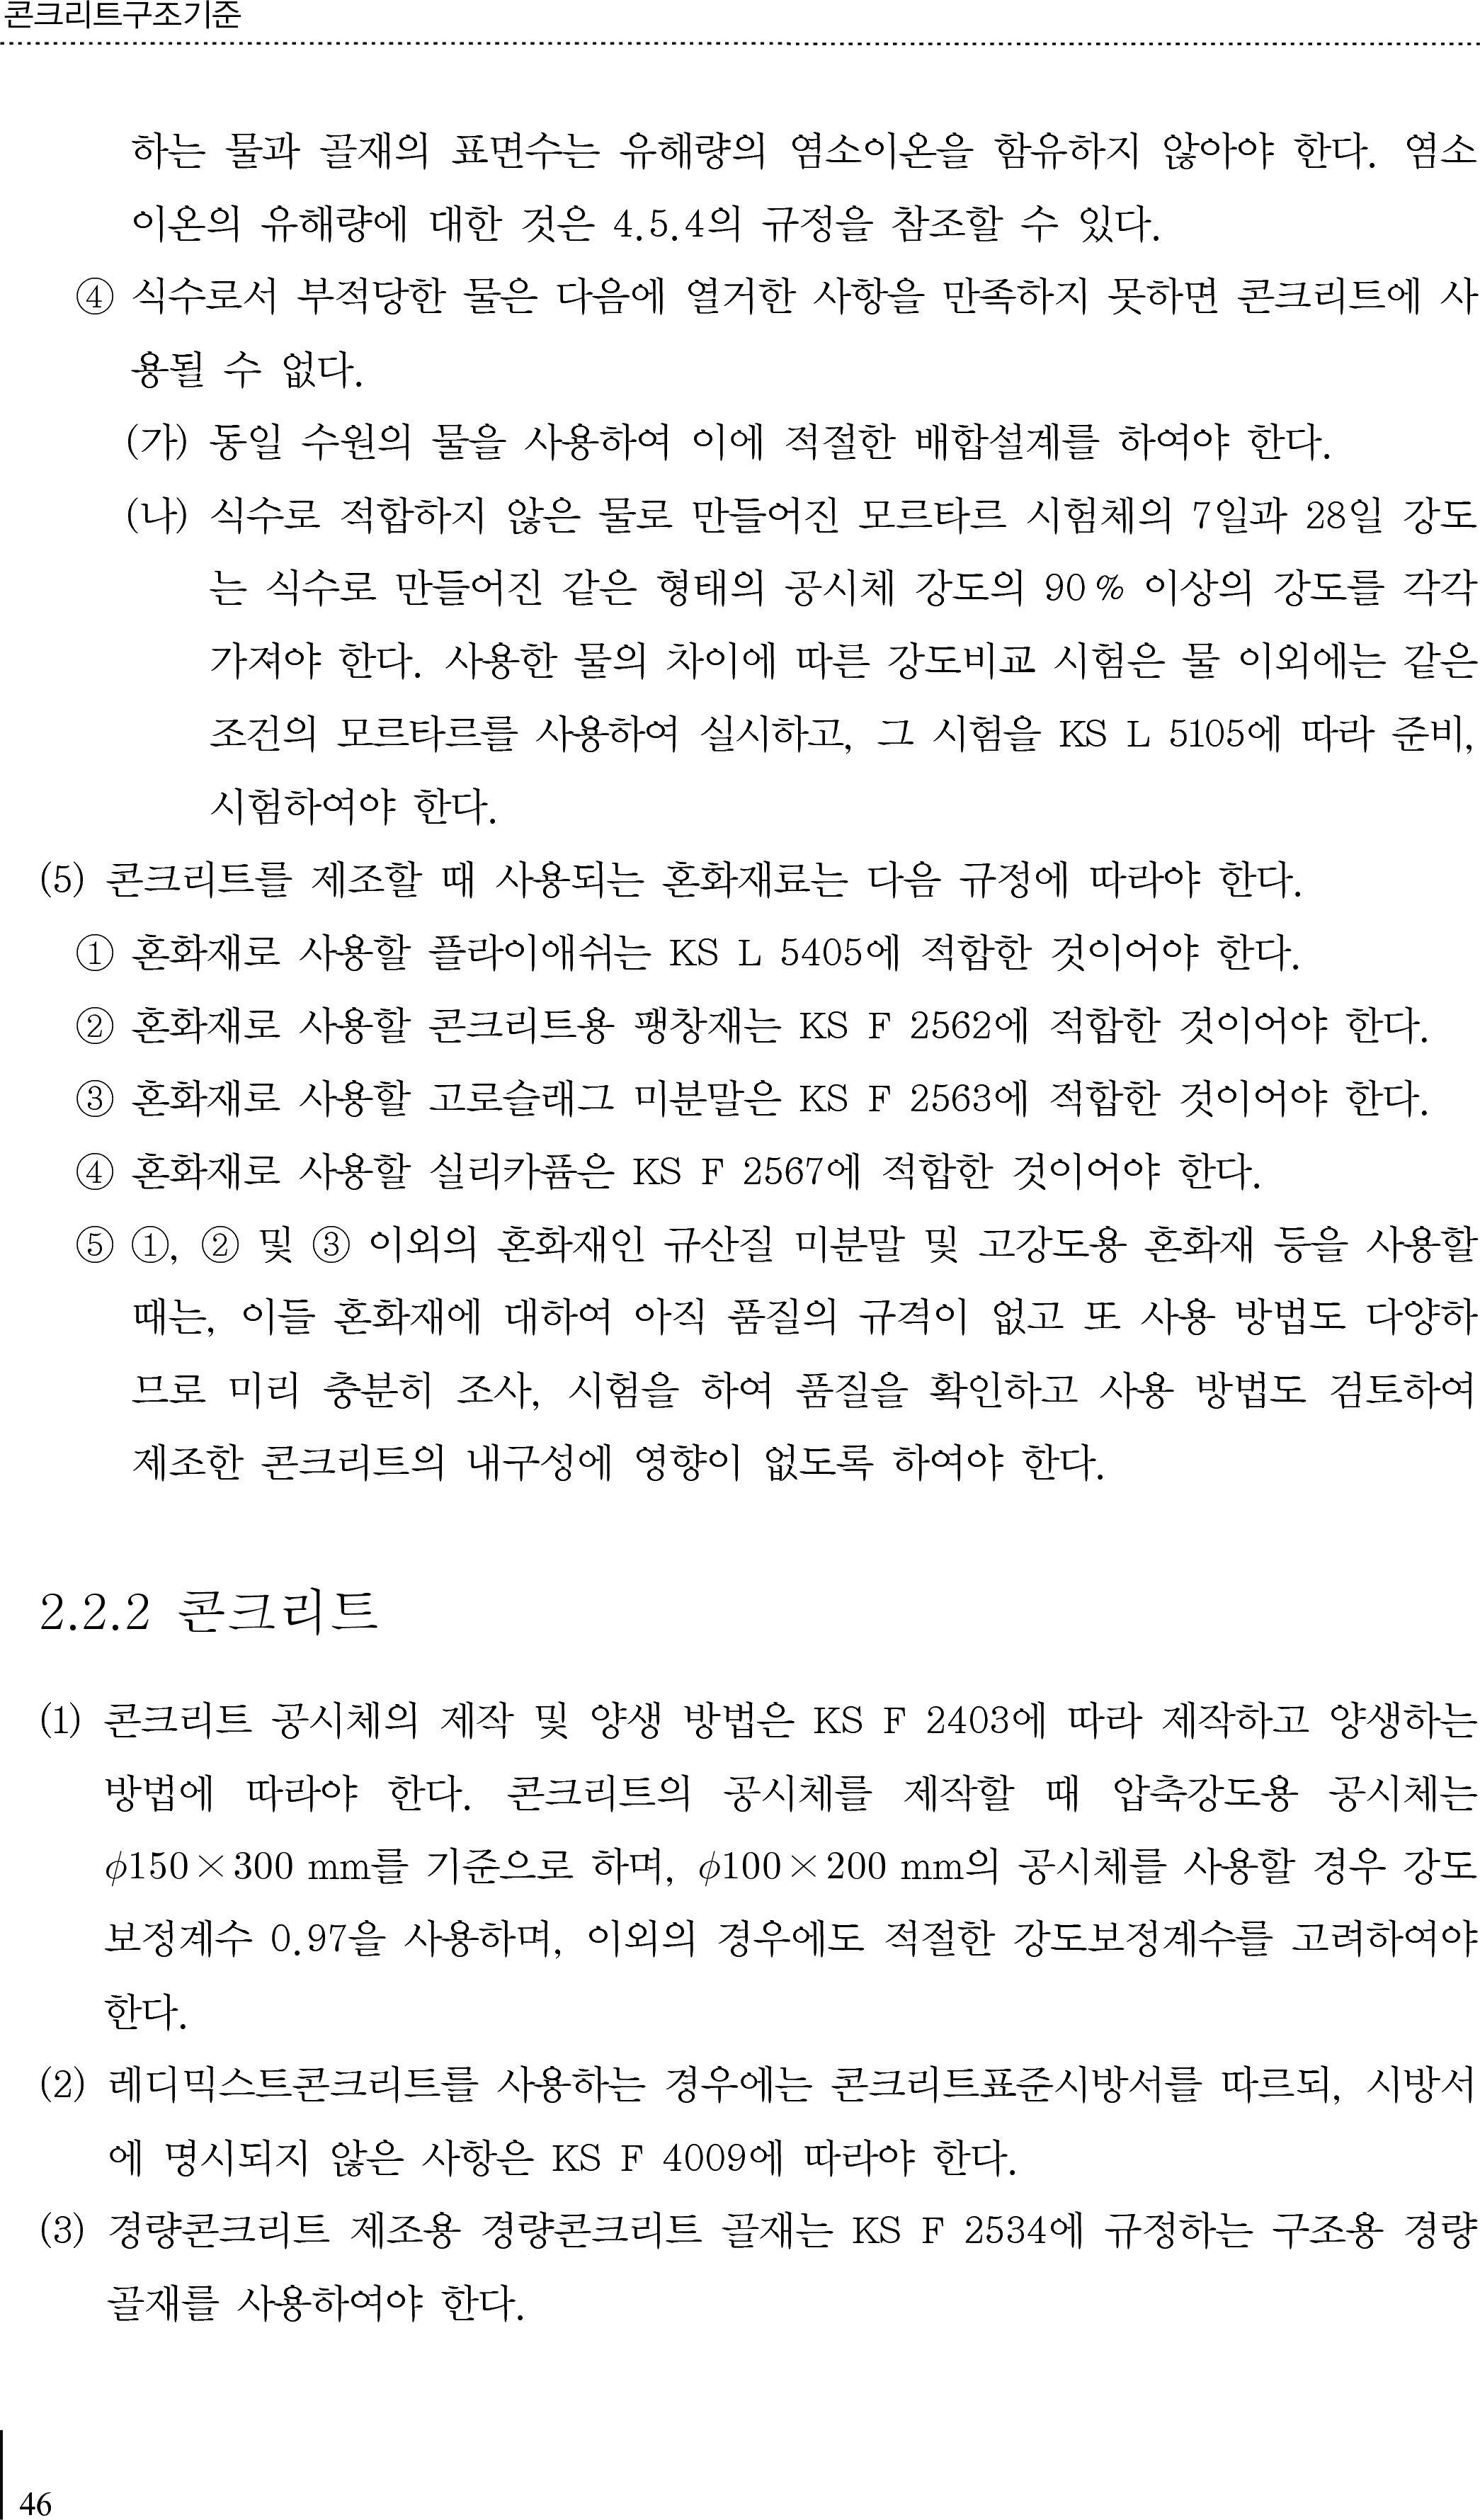 콘크리트구조기준
하는 물과 골재의 표면수는 유해량의 염소이온을 함유하지 않아야 한다. 염소
이온의 유해량에 대한 것은 4.5.4의 규정을 참조할 수 있다.
④ 식수로서 부적당한 물은 다음에 열거한 사항을 만족하지 못하면 콘크리트에 사
용될 수 없다.
(가) 동일 수원의 물을 사용하여 이에 적절한 배합설계를 하여야 한다.
(나) 식수로 적합하지 않은 물로 만들어진 모르타르 시험체의 7일과 28일 강도
는 식수로 만들어진 같은 형태의 공시체 강도의 90 % 이상의 강도를 각각
가져야 한다. 사용한 물의 차이에 따른 강도비교 시험은 물 이외에는 같은
조건의 모르타르를 사용하여 실시하고, 그 시험을 KS L 5105에 따라 준비,
시험하여야 한다.
(5) 콘크리트를 제조할 때 사용되는 혼화재료는 다음 규정에 따라야 한다.
① 혼화재로 사용할 플라이애쉬는 KS L 5405에 적합한 것이어야 한다.
② 혼화재로 사용할 콘크리트용 팽창재는 KS F 2562에 적합한 것이어야 한다.
③ 혼화재로 사용할 고로슬래그 미분말은 KS F 2563에 적합한 것이어야 한다.
④ 혼화재로 사용할 실리카퓸은 KS F 2567에 적합한 것이어야 한다.
⑤ ①, ② 및 ③ 이외의 혼화재인 규산질 미분말 및 고강도용 혼화재 등을 사용할
때는, 이들 혼화재에 대하여 아직 품질의 규격이 없고 또 사용 방법도 다양하
므로 미리 충분히 조사, 시험을 하여 품질을 확인하고 사용 방법도 검토하여
제조한 콘크리트의 내구성에 영향이 없도록 하여야 한다.
2.2.2 콘크리트
(1) 콘크리트 공시체의 제작 및 양생 방법은 KS F 2403에 따라 제작하고 양생하는
방법에 따라야 한다. 콘크리트의 공시체를 제작할 때 압축강도용 공시체는
ϕ150×300 mm를 기준으로 하며, ϕ100×200 mm의 공시체를 사용할 경우 강도
보정계수 0.97을 사용하며, 이외의 경우에도 적절한 강도보정계수를 고려하여야
한다.
(2) 레디믹스트콘크리트를 사용하는 경우에는 콘크리트표준시방서를 따르되, 시방서
에 명시되지 않은 사항은 KS F 4009에 따라야 한다.
(3) 경량콘크리트 제조용 경량콘크리트 골재는 KS F 2534에 규정하는 구조용 경량
골재를 사용하여야 한다.
46